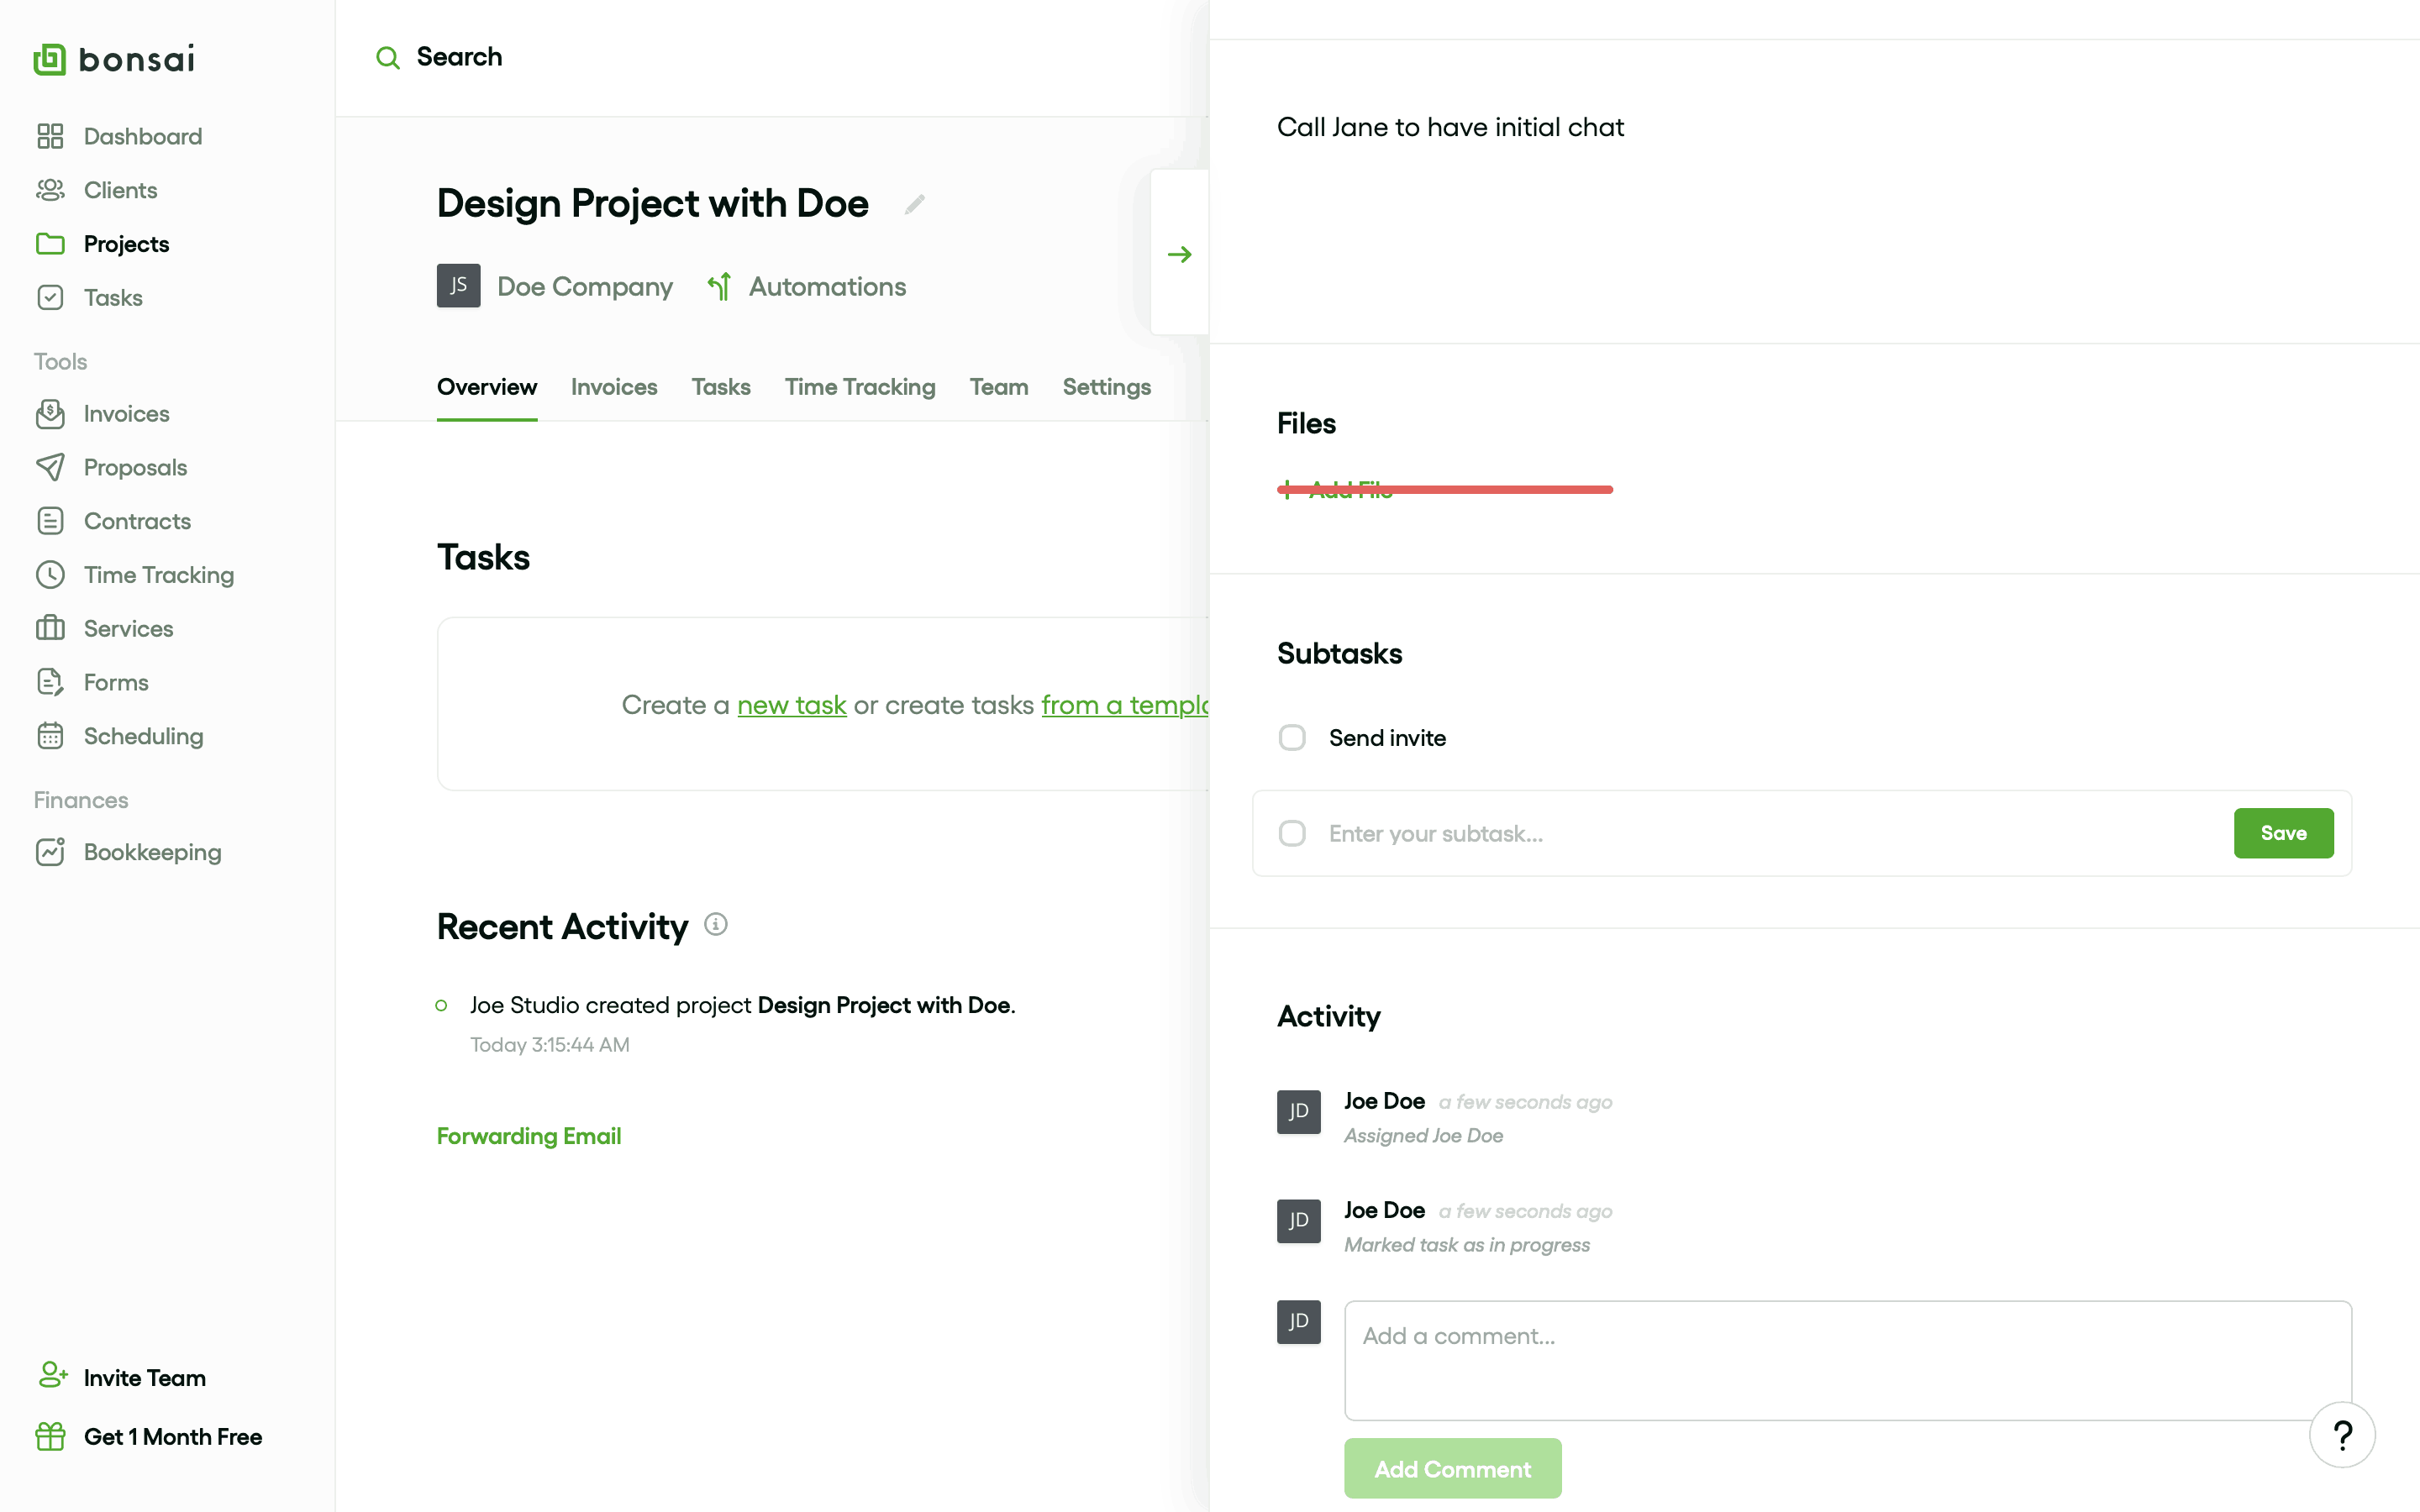 bonsai
Dashboard
Clients
Projects
Tasks
Tools
Invoices
Proposals
Contracts
Time Tracking
Services
Forms
Scheduling
Finances
Bookkeeping
Invite Team
Get 1 Month Free
Search
Design Project with Doe
JS Doe Company Automations
Overview Invoices Tasks Time Tracking Team Settings
Tasks
Create a new task or create tasks from a templa
Recent Activity
Joe Studio created project Design Project with Doe.
Today 3:15:44 AM
Forwarding Email
Call Jane to have initial chat
Files
+ Add File
Subtasks
Send invite
Enter your subtask...
Save
Activity
JD Joe Doe a few seconds ago
Assigned Joe Doe
JD Joe Doe a few seconds ago
Marked task as in progress
JD Add a comment...
?
Add Comment